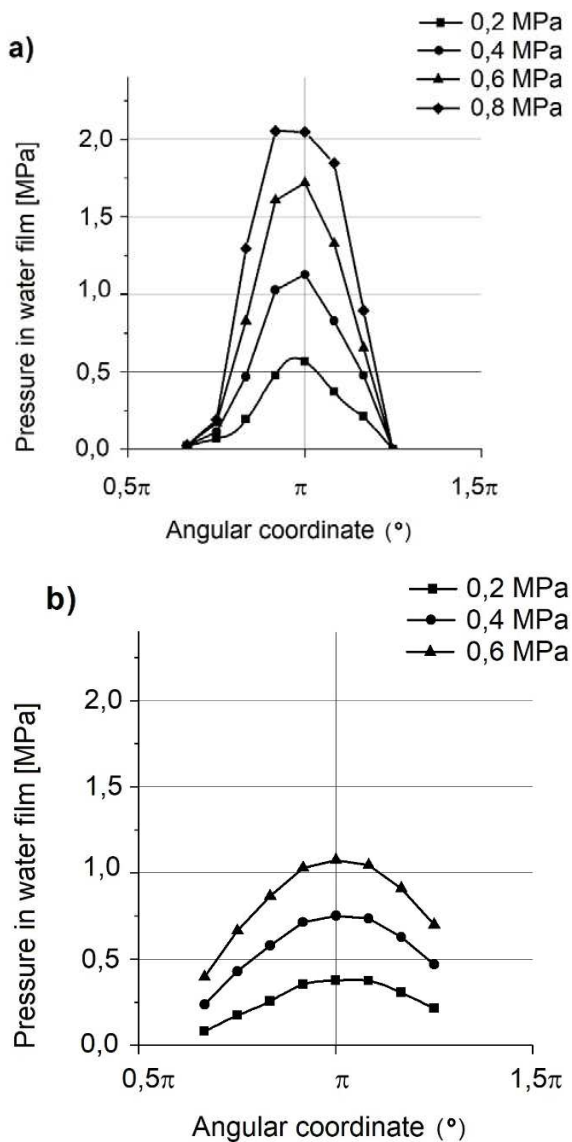 a)
0,2 MPa
0,4 MPa
0,6 MPa
0,8 MPa
Pressure in water film [MPa]
2,0
1,5
1,0
0,5
0,0
0,5π
π
1,5π
Angular coordinate (°)
b)
0,2 MPa
0,4 MPa
0,6 MPa
Pressure in water film [MPa]
2,0
1,5
1,0
0,5
0,0
0,5π
π
1,5π
Angular coordinate (°)